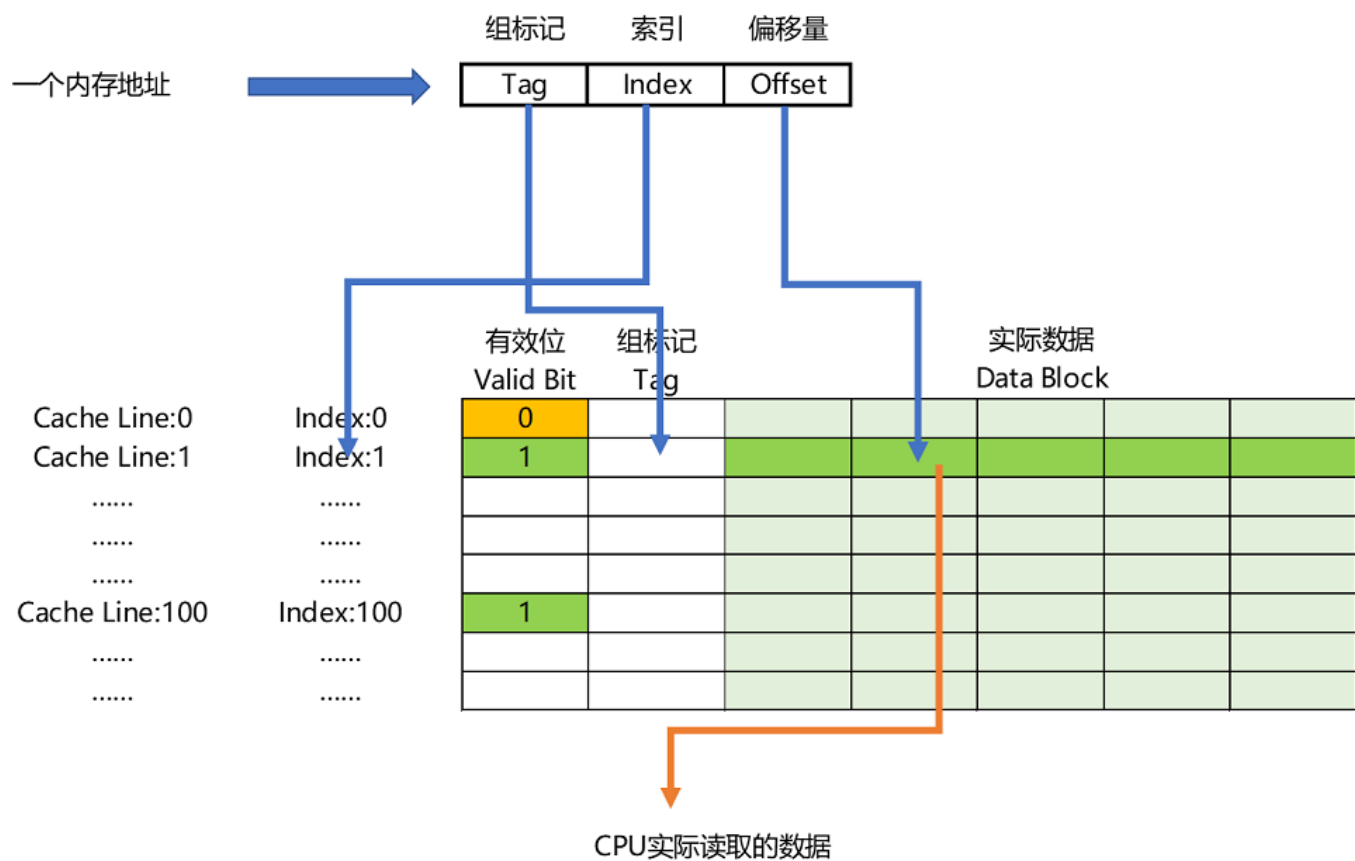 组标记 索引 偏移量
一个内存地址 Tag Index Offset
有效位 组标记 实际数据
Valid Bit Tag Data Block
Cache Line:0 Index:0 0
Cache Line:1 Index:1 1
…… ……
…… ……
…… ……
Cache Line:100 Index:100 1
…… ……
…… ……
CPU实际读取的数据